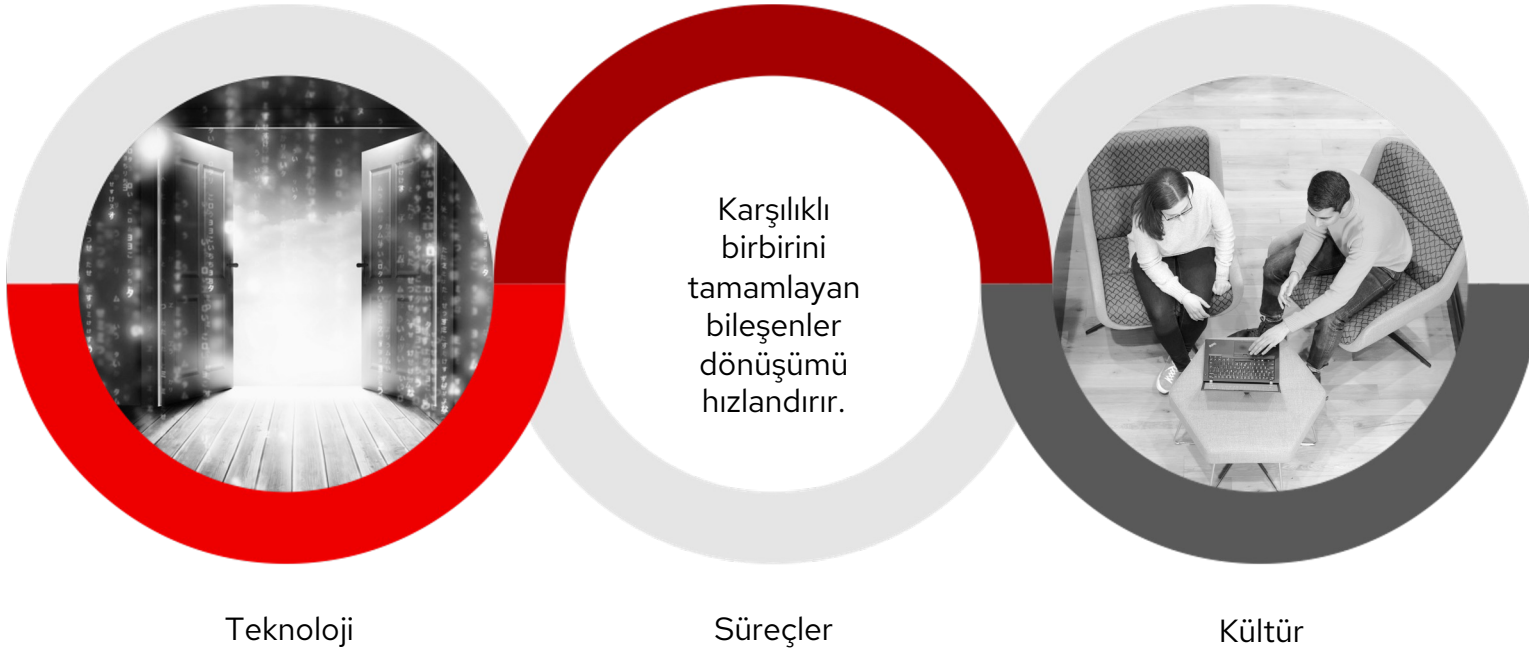 Karşılıklı
birbirini
tamamlayan
bileşenler
dönüşümü
hızlandırır.
Teknoloji
Süreçler
Kültür